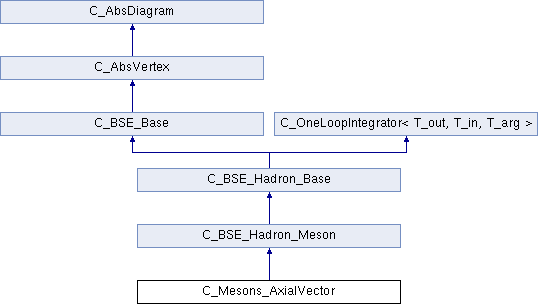 C_AbsDiagram
C_AbsVertex
C_BSE_Base
C_OneLoopIntegrator< T_out, T_in, T_arg >
C_BSE_Hadron_Base
C_BSE_Hadron_Meson
C_Mesons_AxialVector